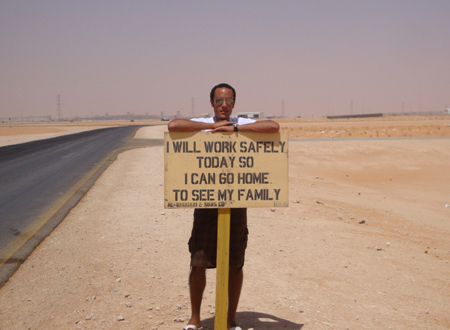 I WILL WORK SAFELY
TODAY SO
I CAN GO HOME.
TO SEE MY FAMILY